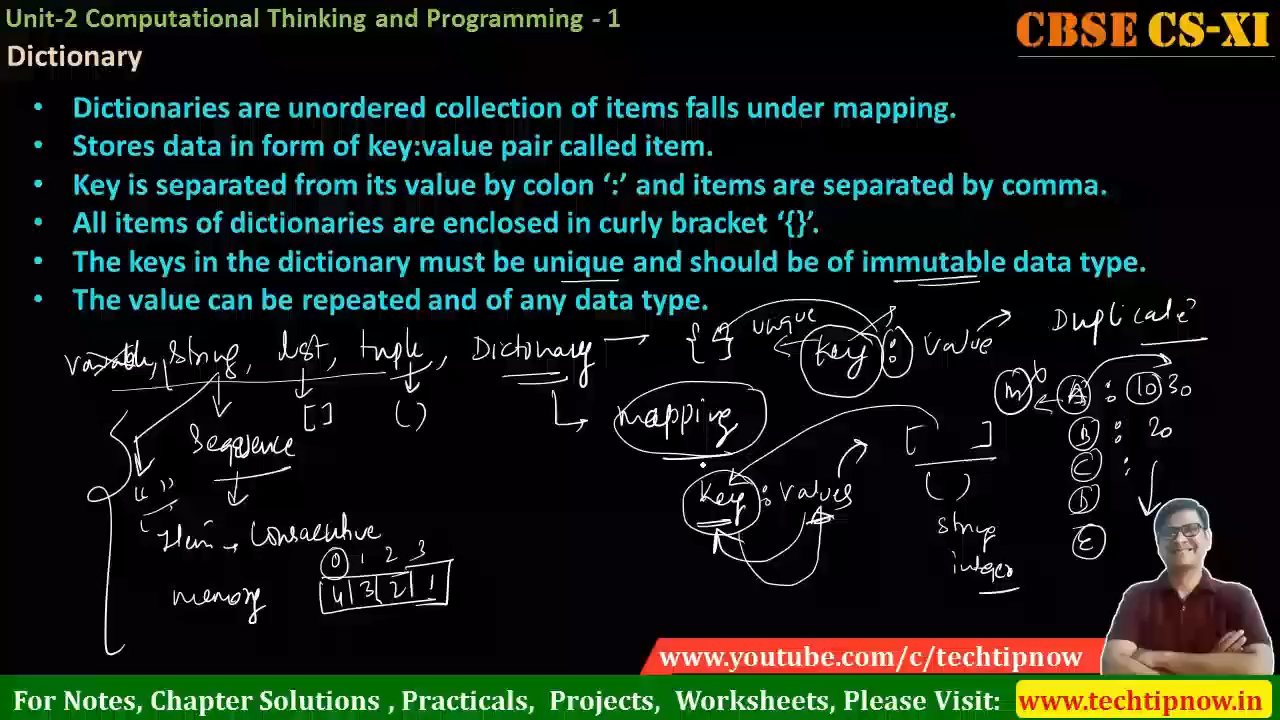 Unit-2 Computational Thinking and Programming - 1
CBSE CS-XI
Dictionary
• Dictionaries are unordered collection of items falls under mapping.
• Stores data in form of key:value pair called item.
• Key is separated from its value by colon ‘:’ and items are separated by comma.
• All items of dictionaries are enclosed in curly bracket ‘{}’.
• The keys in the dictionary must be unique and should be of immutable data type.
• The value can be repeated and of any data type.
Variable, String, list, tuple, Dictionary
{ } unique
Key : Value
Duplicate?
[ ] ( )
Sequence
mapping
A : 10 30
B : 20
C :
D
E
Key : Values
[ ]
( )
string
integer
" "
Item → Consecutive
memory
0 1 2 3
4 3 2 1
www.youtube.com/c/techtipnow
For Notes, Chapter Solutions , Practicals, Projects, Worksheets, Please Visit: www.techtipnow.in